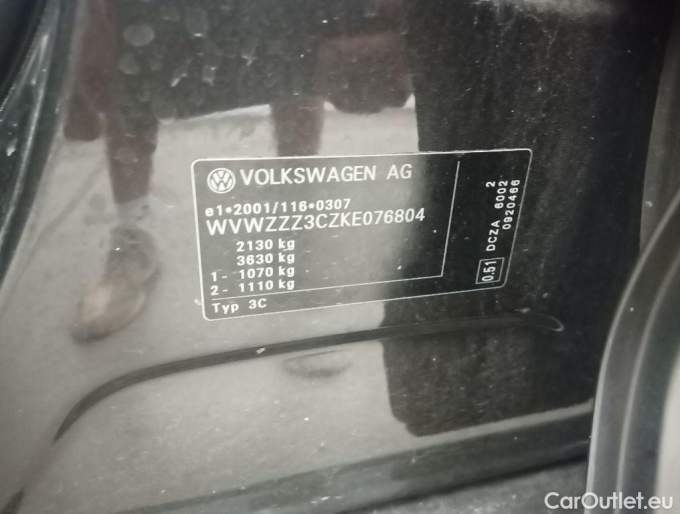 VOLKSWAGEN AG
e1*2001/116*0307
WVWZZZ3CZKE076804
2130 kg
3630 kg
1- 1070 kg
2- 1110 kg
Typ 3C
0.51 DCZA 6002 2
0920466
CarOutlet.eu